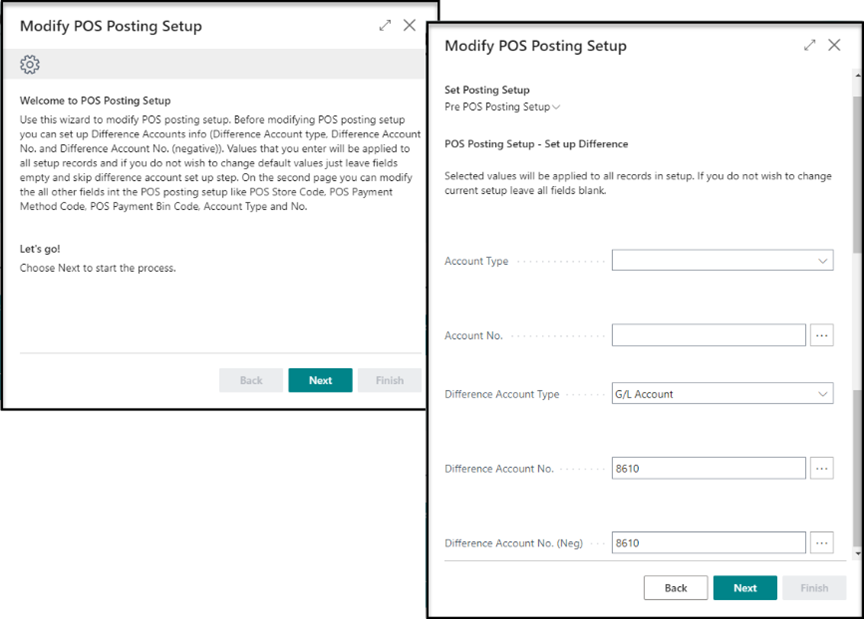 Modify POS Posting Setup
Welcome to POS Posting Setup
Use this wizard to modify POS posting setup. Before modifying POS posting setup
you can set up Difference Accounts info (Difference Account type, Difference Account
No. and Difference Account No. (negative)). Values that you enter will be applied to
all setup records and if you do not wish to change default values just leave fields
empty and skip difference account set up step. On the second page you can modify
the all other fields int the POS posting setup like POS Store Code, POS Payment
Method Code, POS Payment Bin Code, Account Type and No.
Let's go!
Choose Next to start the process.
Back Next Finish
Modify POS Posting Setup
Set Posting Setup
Pre POS Posting Setup
POS Posting Setup - Set up Difference
Selected values will be applied to all records in setup. If you do not wish to change
current setup leave all fields blank.
Account Type
Account No.
Difference Account Type G/L Account
Difference Account No. 8610
Difference Account No. (Neg) 8610
Back Next Finish